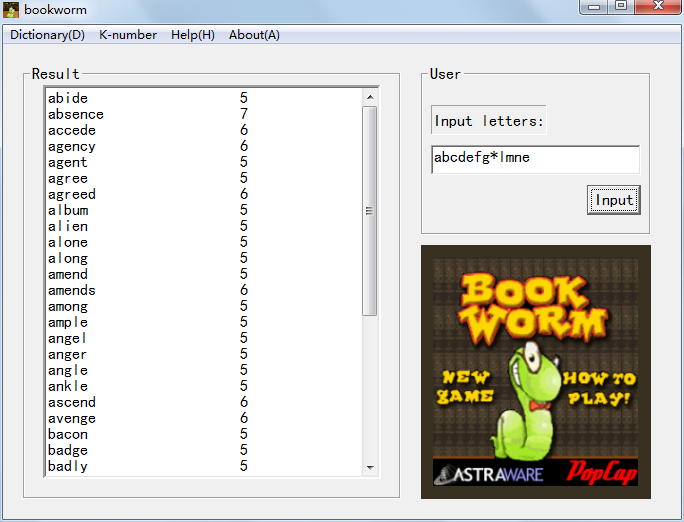 bookworm
Dictionary(D) K-number Help(H) About(A)
Result
abide 5
absence 7
accede 6
agency 6
agent 5
agree 5
agreed 6
album 5
alien 5
alone 5
along 5
amend 5
amends 6
among 5
ample 5
angel 5
anger 5
angle 5
ankle 5
ascend 6
avenge 6
bacon 5
badge 5
badly 5
User
Input letters:
abcdefg*lmne
Input
BOOK
WORM
NEW
GAME
HOW TO
PLAY!
ASTRAWARE
PopCap